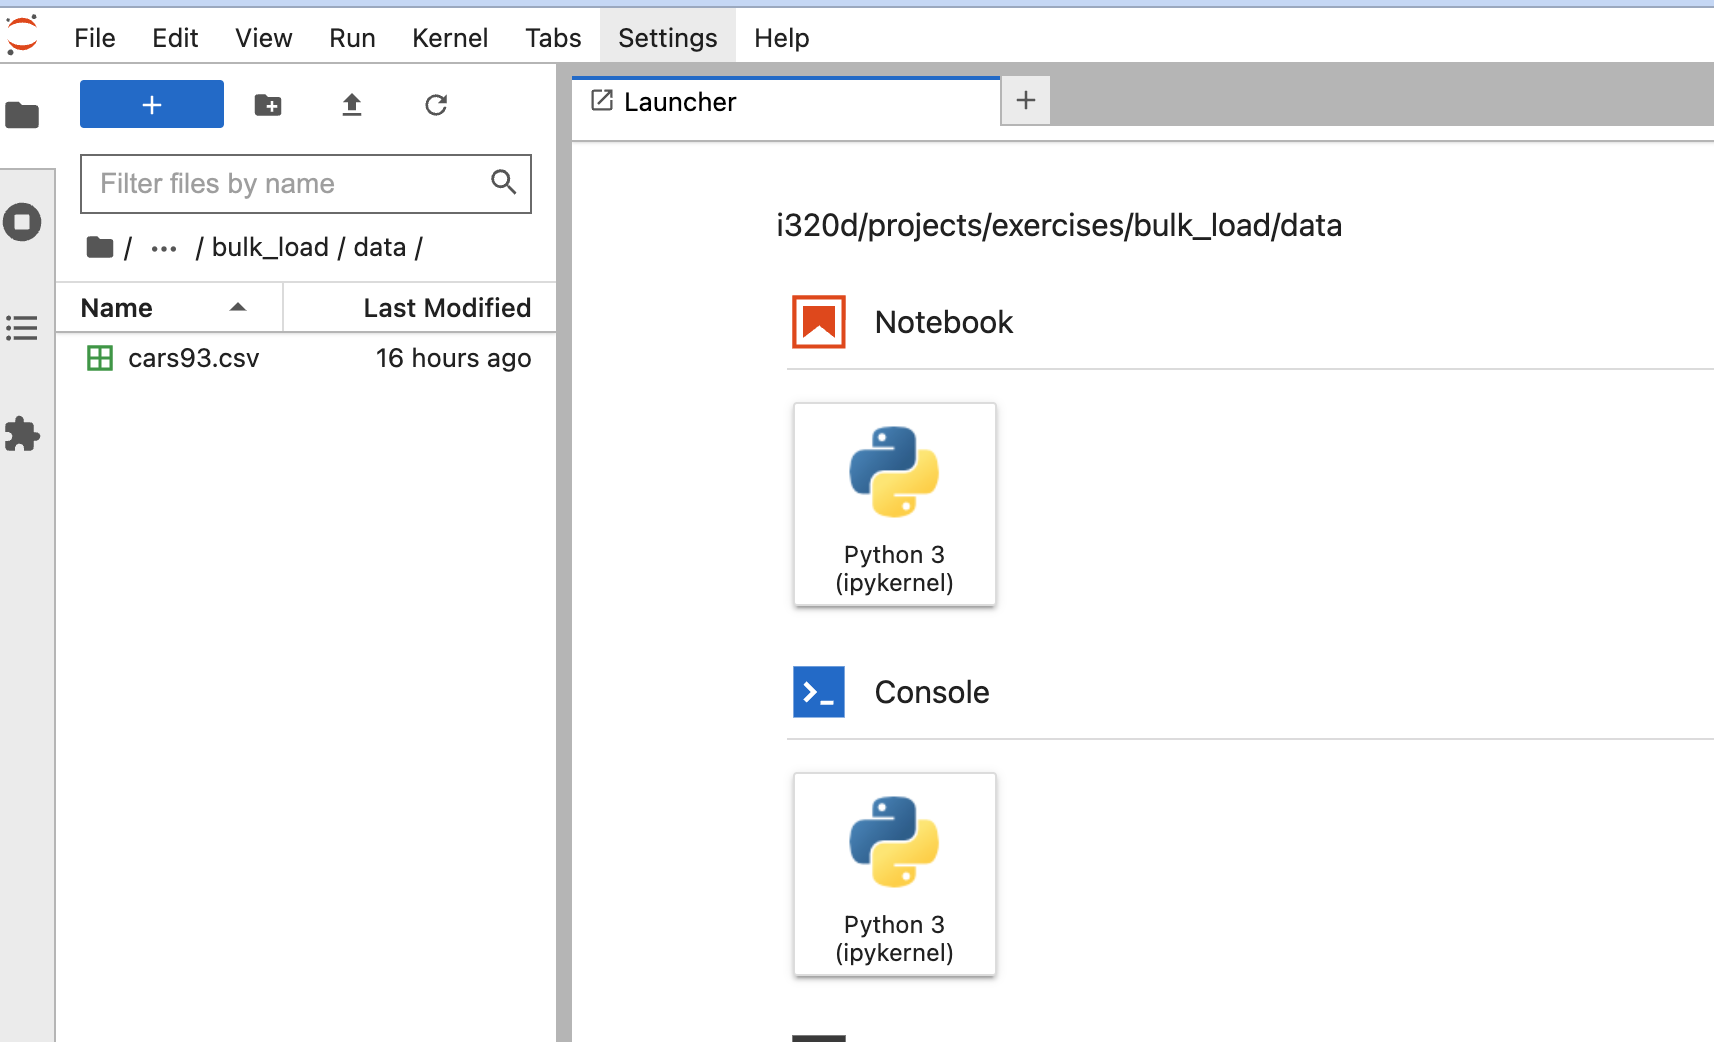 File Edit View Run Kernel Tabs Settings Help
+
Filter files by name
/ ... / bulk_load / data /
Name Last Modified
cars93.csv 16 hours ago
Launcher +
i320d/projects/exercises/bulk_load/data
Notebook
Python 3
(ipykernel)
Console
Python 3
(ipykernel)